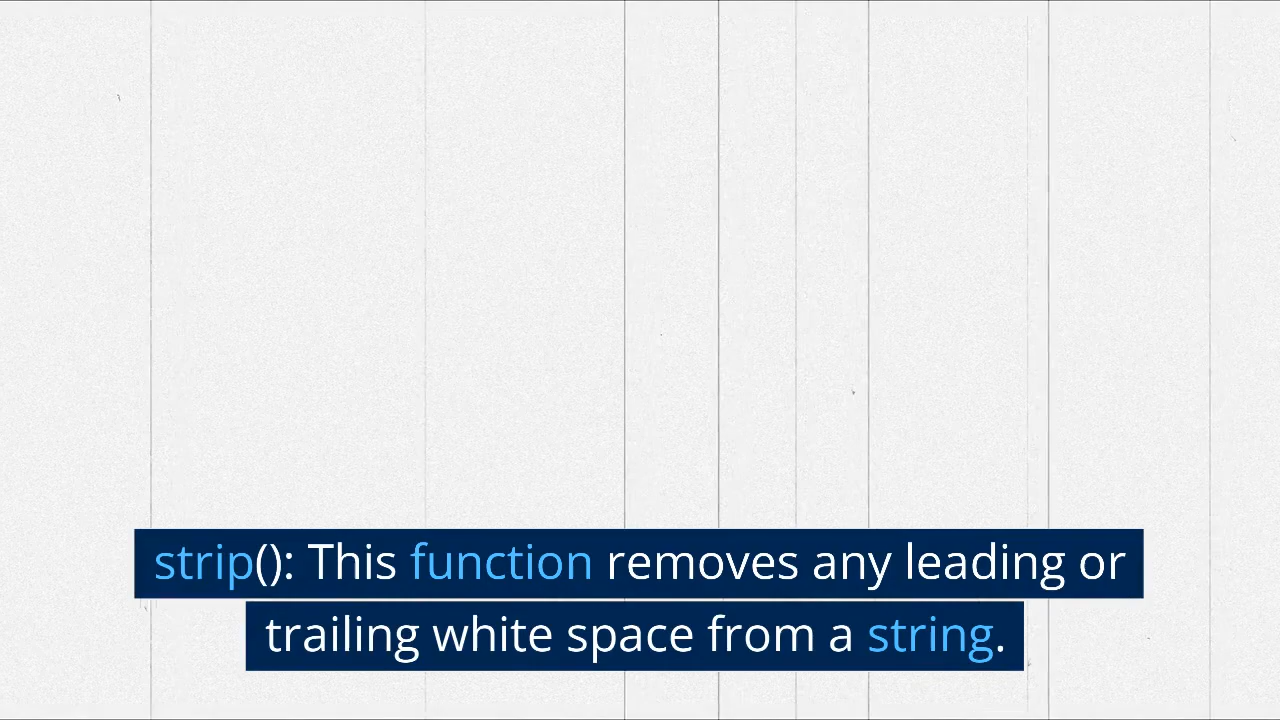 strip(): This function removes any leading or
trailing white space from a string.